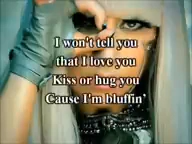 I won't tell you
that I love you
Kiss or hug you
Cause I'm bluffin'